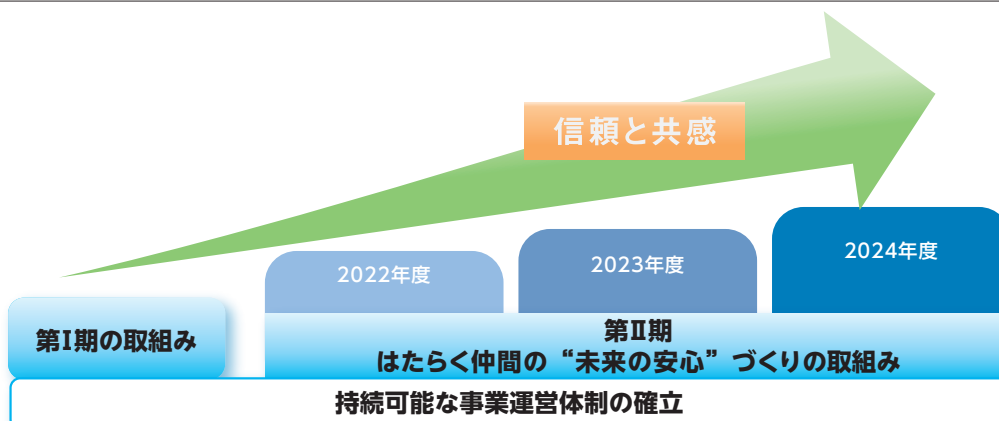 信頼と共感
2022年度
2023年度
2024年度
第Ⅰ期の取組み
第Ⅱ期
はたらく仲間の“未来の安心”づくりの取組み
持続可能な事業運営体制の確立